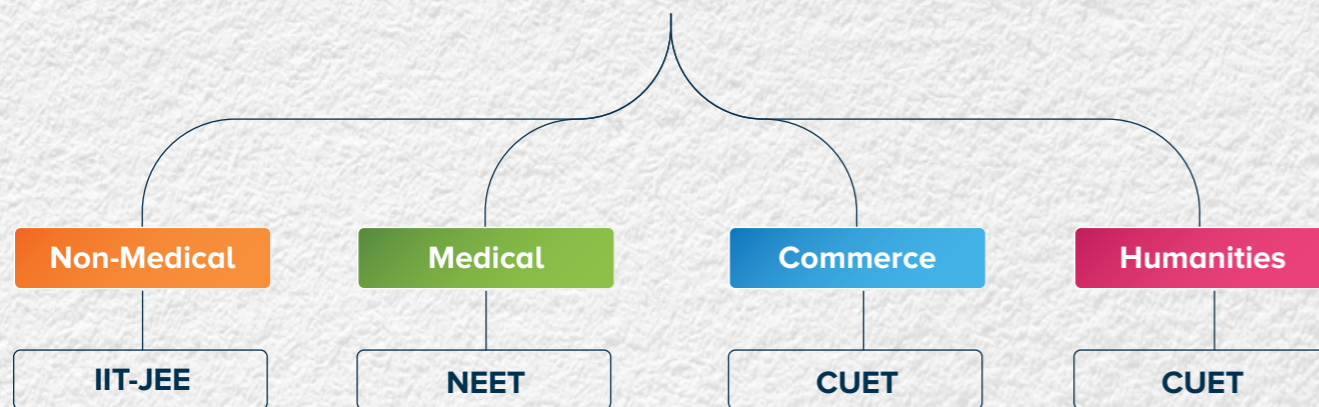 Non-Medical
Medical
Commerce
Humanities
IIT-JEE
NEET
CUET
CUET